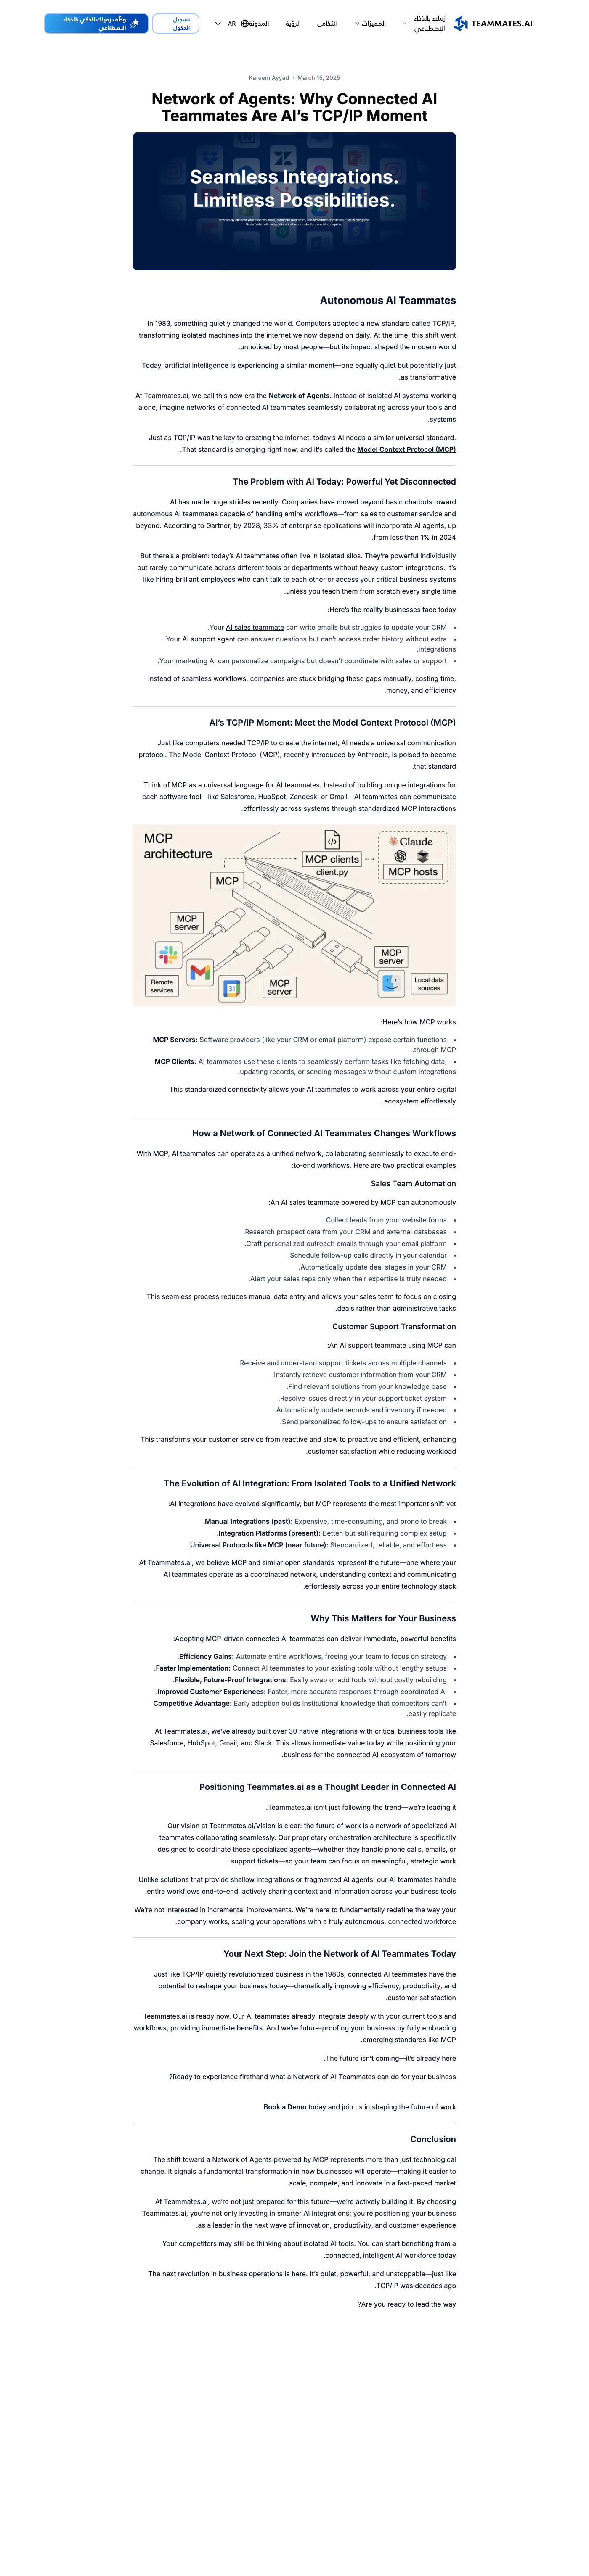 TEAMMATES.AI
زملاء بالذكاء
الاصطناعي
المميزات
التكامل
الرؤية
المدونة
AR
تسجيل
الدخول
وظّف زميلك الذكي بالذكاء
الاصطناعي
Kareem Ayyad · March 15, 2025
Network of Agents: Why Connected AI
Teammates Are AI’s TCP/IP Moment
Seamless Integrations.
Limitless Possibilities.
Autonomous AI Teammates
In 1983, something quietly changed the world. Computers adopted a new standard called TCP/IP,
transforming isolated machines into the internet we now depend on daily. At the time, this shift went
unnoticed by most people—but its impact shaped the modern world.
Today, artificial intelligence is experiencing a similar moment—one equally quiet but potentially just
as transformative.
At Teammates.ai, we call this new era the Network of Agents. Instead of isolated AI systems working
alone, imagine networks of connected AI teammates seamlessly collaborating across your tools and
systems.
Just as TCP/IP was the key to creating the internet, today’s AI needs a similar universal standard.
That standard is emerging right now, and it’s called the Model Context Protocol (MCP).
The Problem with AI Today: Powerful Yet Disconnected
AI has made huge strides recently. Companies have moved beyond basic chatbots toward
autonomous AI teammates capable of handling entire workflows—from sales to customer service and
beyond. According to Gartner, by 2028, 33% of enterprise applications will incorporate AI agents, up
from less than 1% in 2024.
But there’s a problem: today’s AI teammates often live in isolated silos. They’re powerful individually
but rarely communicate across different tools or departments without heavy custom integrations. It’s
like hiring brilliant employees who can’t talk to each other or access your critical business systems
unless you teach them from scratch every single time.
Here’s the reality businesses face today:
• Your AI sales teammate can write emails but struggles to update your CRM.
• Your AI support agent can answer questions but can’t access order history without extra
integrations.
• Your marketing AI can personalize campaigns but doesn’t coordinate with sales or support.
Instead of seamless workflows, companies are stuck bridging these gaps manually, costing time,
money, and efficiency.
AI’s TCP/IP Moment: Meet the Model Context Protocol (MCP)
Just like computers needed TCP/IP to create the internet, AI needs a universal communication
protocol. The Model Context Protocol (MCP), recently introduced by Anthropic, is poised to become
that standard.
Think of MCP as a universal language for AI teammates. Instead of building unique integrations for
each software tool—like Salesforce, HubSpot, Zendesk, or Gmail—AI teammates can communicate
effortlessly across systems through standardized MCP interactions.
MCP
architecture
MCP clients
client.py
Claude
MCP hosts
MCP
MCP
server
MCP
server
MCP
server
31
Remote
services
Local data
sources
Here’s how MCP works:
• MCP Servers: Software providers (like your CRM or email platform) expose certain functions
through MCP.
• MCP Clients: AI teammates use these clients to seamlessly perform tasks like fetching data,
updating records, or sending messages without custom integrations.
This standardized connectivity allows your AI teammates to work across your entire digital
ecosystem effortlessly.
How a Network of Connected AI Teammates Changes Workflows
With MCP, AI teammates can operate as a unified network, collaborating seamlessly to execute end-
to-end workflows. Here are two practical examples:
Sales Team Automation
An AI sales teammate powered by MCP can autonomously:
• Collect leads from your website forms.
• Research prospect data from your CRM and external databases.
• Craft personalized outreach emails through your email platform.
• Schedule follow-up calls directly in your calendar.
• Automatically update deal stages in your CRM.
• Alert your sales reps only when their expertise is truly needed.
This seamless process reduces manual data entry and allows your sales team to focus on closing
deals rather than administrative tasks.
Customer Support Transformation
An AI support teammate using MCP can:
• Receive and understand support tickets across multiple channels.
• Instantly retrieve customer information from your CRM.
• Find relevant solutions from your knowledge base.
• Resolve issues directly in your support ticket system.
• Automatically update records and inventory if needed.
• Send personalized follow-ups to ensure satisfaction.
This transforms your customer service from reactive and slow to proactive and efficient, enhancing
customer satisfaction while reducing workload.
The Evolution of AI Integration: From Isolated Tools to a Unified Network
AI integrations have evolved significantly, but MCP represents the most important shift yet:
• Manual Integrations (past): Expensive, time-consuming, and prone to break.
• Integration Platforms (present): Better, but still requiring complex setup.
• Universal Protocols like MCP (near future): Standardized, reliable, and effortless.
At Teammates.ai, we believe MCP and similar open standards represent the future—one where your
AI teammates operate as a coordinated network, understanding context and communicating
effortlessly across your entire technology stack.
Why This Matters for Your Business
Adopting MCP-driven connected AI teammates can deliver immediate, powerful benefits:
• Efficiency Gains: Automate entire workflows, freeing your team to focus on strategy.
• Faster Implementation: Connect AI teammates to your existing tools without lengthy setups.
• Flexible, Future-Proof Integrations: Easily swap or add tools without costly rebuilding.
• Improved Customer Experiences: Faster, more accurate responses through coordinated AI.
• Competitive Advantage: Early adoption builds institutional knowledge that competitors can’t
easily replicate.
At Teammates.ai, we’ve already built over 30 native integrations with critical business tools like
Salesforce, HubSpot, Gmail, and Slack. This allows immediate value today while positioning your
business for the connected AI ecosystem of tomorrow.
Positioning Teammates.ai as a Thought Leader in Connected AI
Teammates.ai isn’t just following the trend—we’re leading it.
Our vision at Teammates.ai/Vision is clear: the future of work is a network of specialized AI
teammates collaborating seamlessly. Our proprietary orchestration architecture is specifically
designed to coordinate these specialized agents—whether they handle phone calls, emails, or
support tickets—so your team can focus on meaningful, strategic work.
Unlike solutions that provide shallow integrations or fragmented AI agents, our AI teammates handle
entire workflows end-to-end, actively sharing context and information across your business tools.
We’re not interested in incremental improvements. We’re here to fundamentally redefine the way your
company works, scaling your operations with a truly autonomous, connected workforce.
Your Next Step: Join the Network of AI Teammates Today
Just like TCP/IP quietly revolutionized business in the 1980s, connected AI teammates have the
potential to reshape your business today—dramatically improving efficiency, productivity, and
customer satisfaction.
Teammates.ai is ready now. Our AI teammates already integrate deeply with your current tools and
workflows, providing immediate benefits. And we’re future-proofing your business by fully embracing
emerging standards like MCP.
The future isn’t coming—it’s already here.
Ready to experience firsthand what a Network of AI Teammates can do for your business?
Book a Demo today and join us in shaping the future of work.
Conclusion
The shift toward a Network of Agents powered by MCP represents more than just technological
change. It signals a fundamental transformation in how businesses will operate—making it easier to
scale, compete, and innovate in a fast-paced market.
At Teammates.ai, we’re not just prepared for this future—we’re actively building it. By choosing
Teammates.ai, you’re not only investing in smarter AI integrations; you’re positioning your business
as a leader in the next wave of innovation, productivity, and customer experience.
Your competitors may still be thinking about isolated AI tools. You can start benefiting from a
connected, intelligent AI workforce today.
The next revolution in business operations is here. It’s quiet, powerful, and unstoppable—just like
TCP/IP was decades ago.
Are you ready to lead the way?